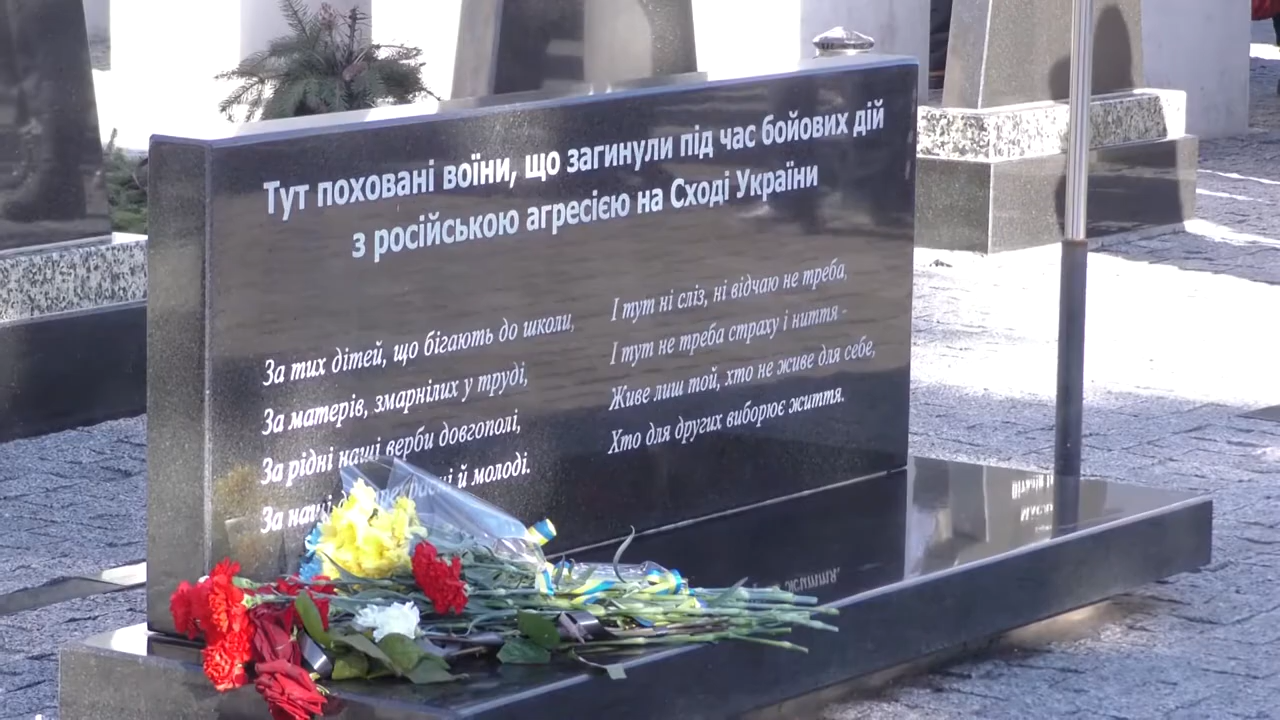 Тут поховані воїни, що загинули під час бойових дій
з російською агресією на Сході України
За тих дітей, що бігають до школи,
За матерів, змарнілих у труді,
За рідні наші верби довгополі,
За наші й молоді.
І тут ні сліз, ні відчаю не треба,
І тут не треба страху і ниття -
Живе лиш той, хто не живе для себе,
Хто для других виборює життя.